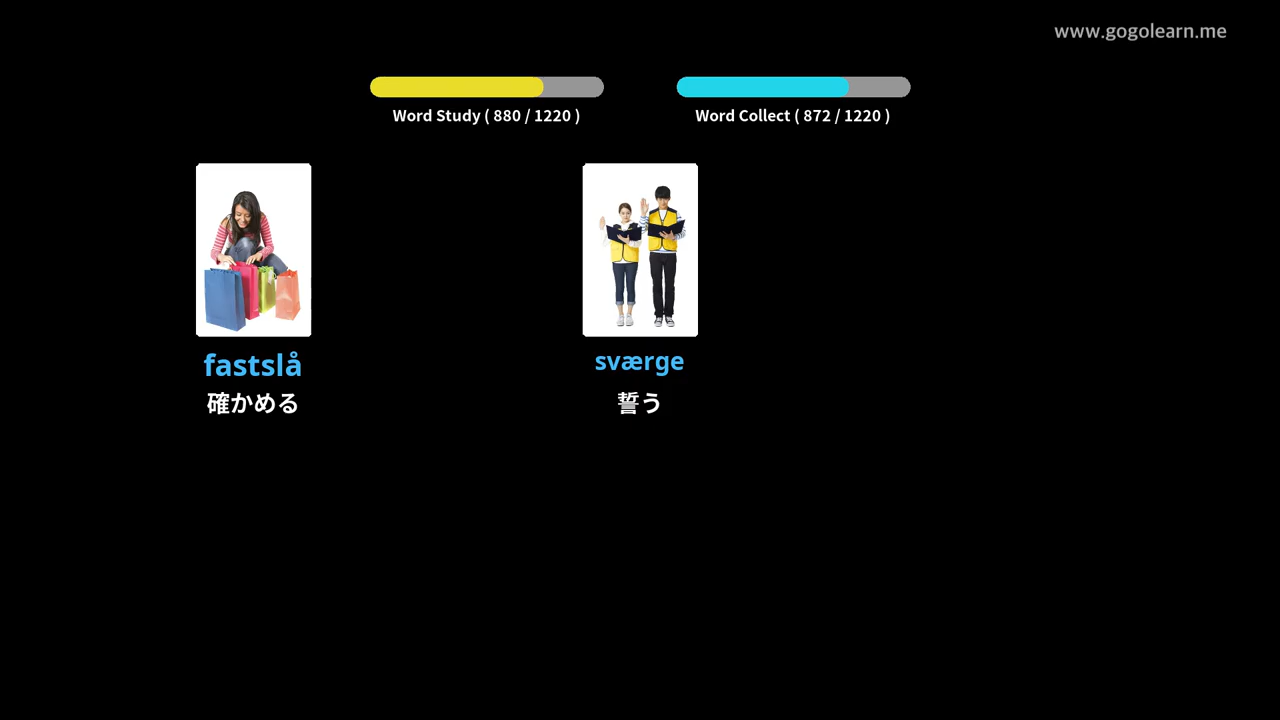 www.gogolearn.me
Word Study ( 880 / 1220 )
Word Collect ( 872 / 1220 )
fastslå
確かめる
sværge
誓う